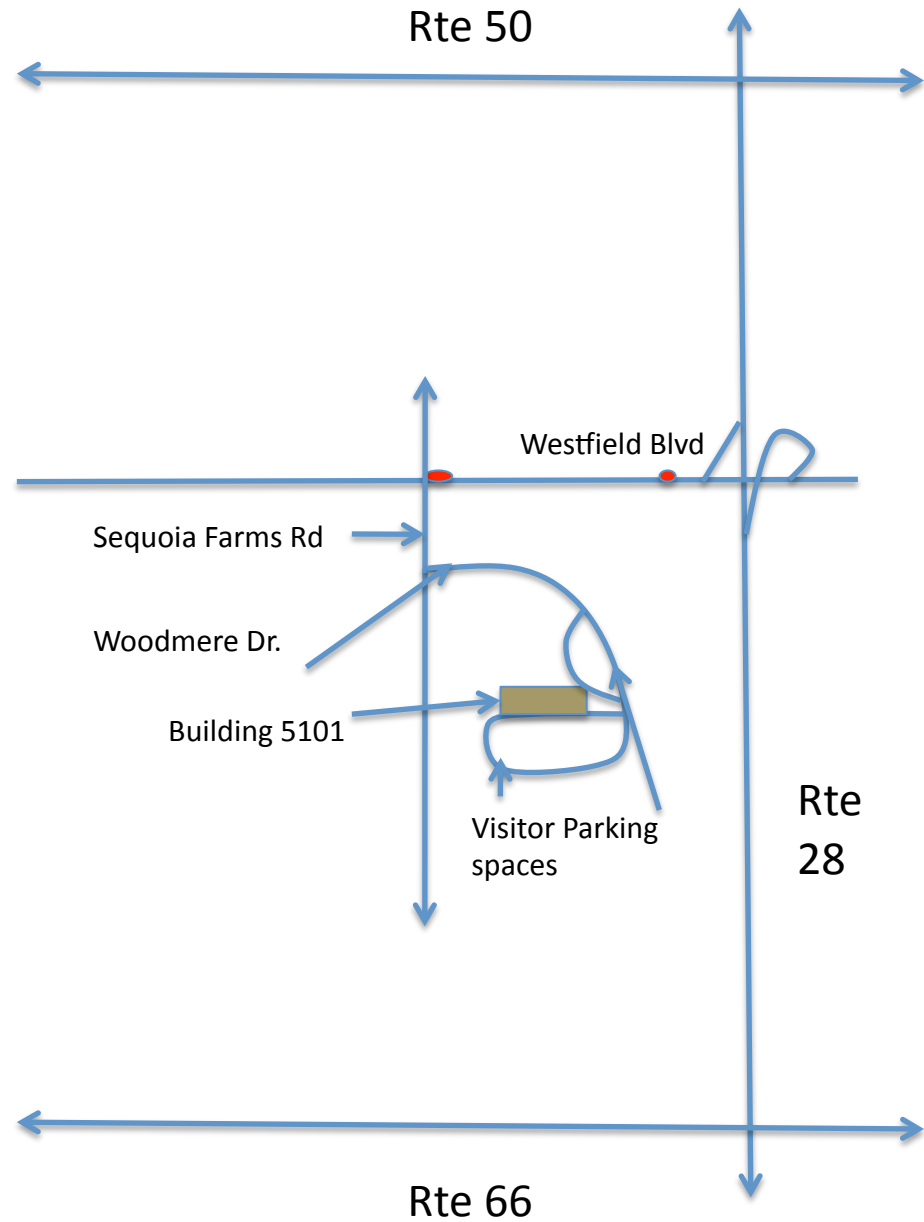 Rte 50
Westfield Blvd
Sequoia Farms Rd
Woodmere Dr.
Building 5101
Visitor Parking
spaces
Rte
28
Rte 66